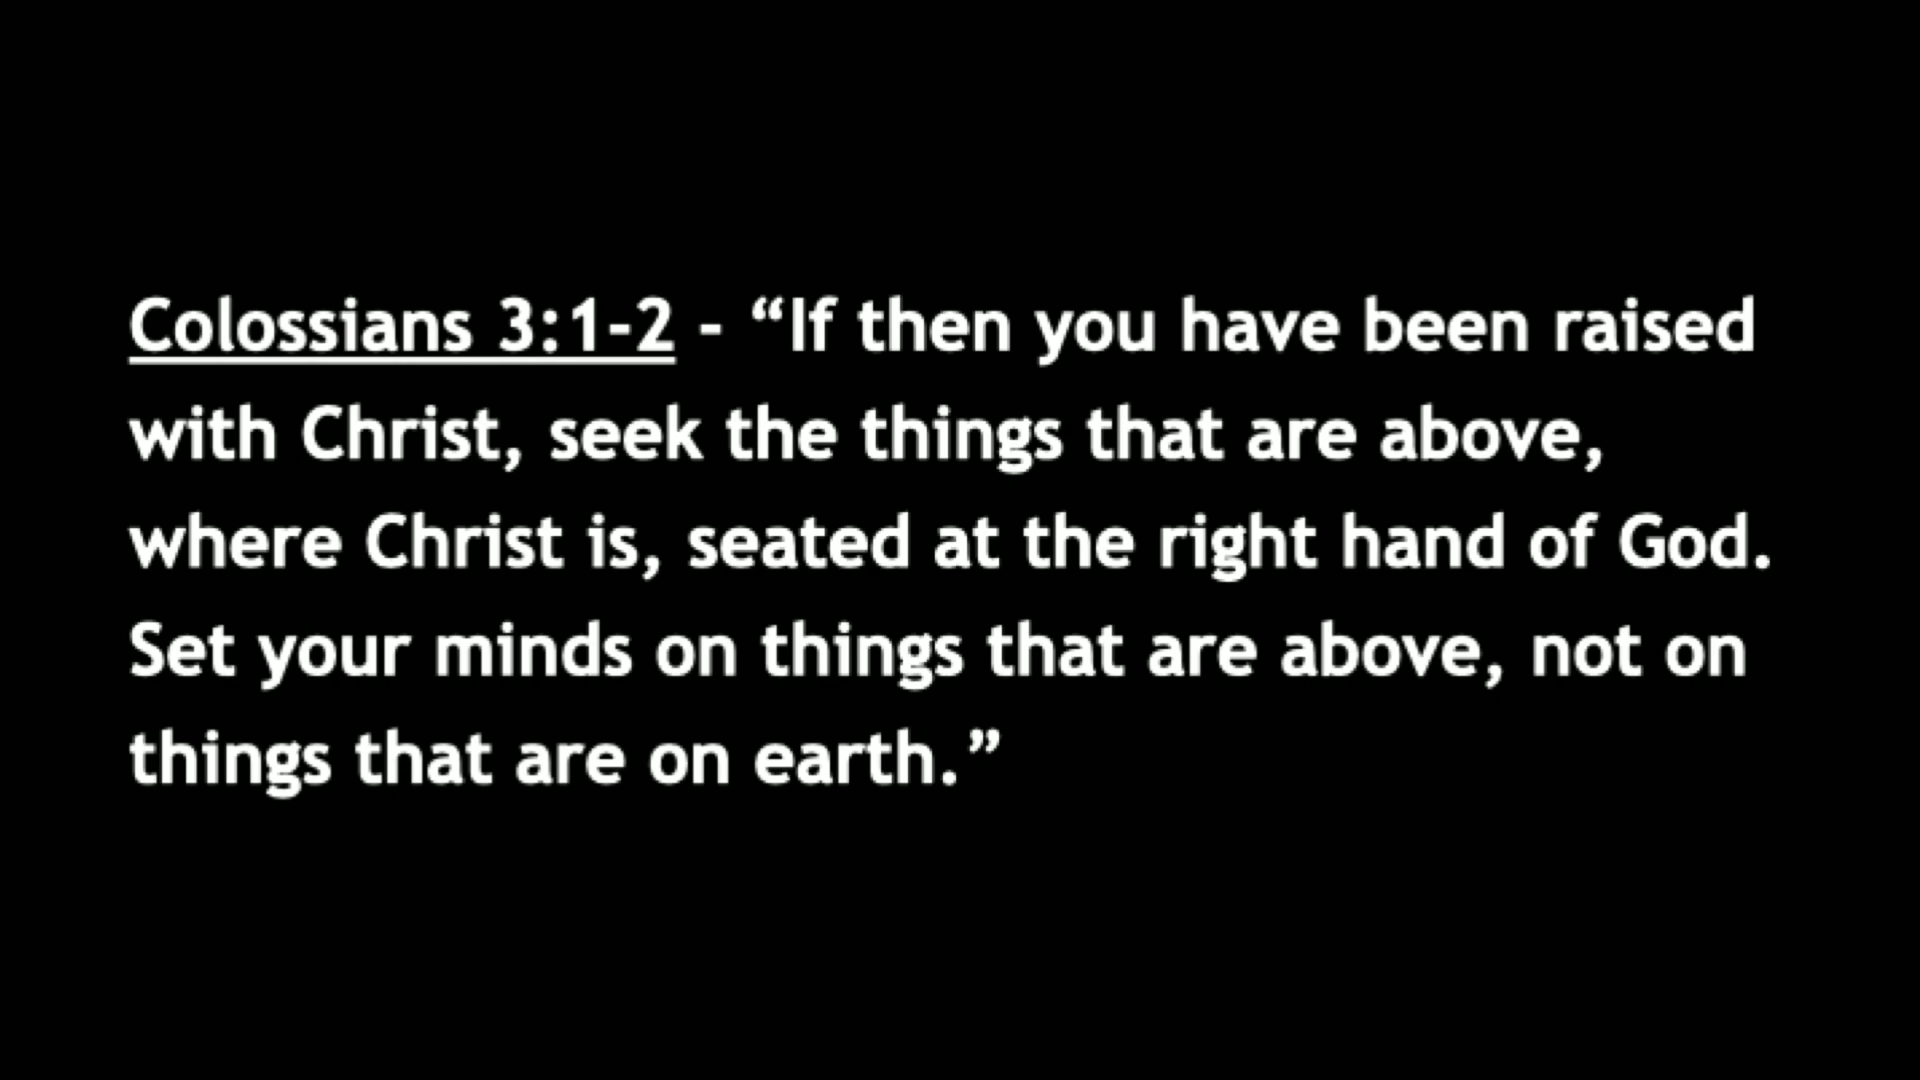 Colossians 3:1-2 - “If then you have been raised
with Christ, seek the things that are above,
where Christ is, seated at the right hand of God.
Set your minds on things that are above, not on
things that are on earth.”